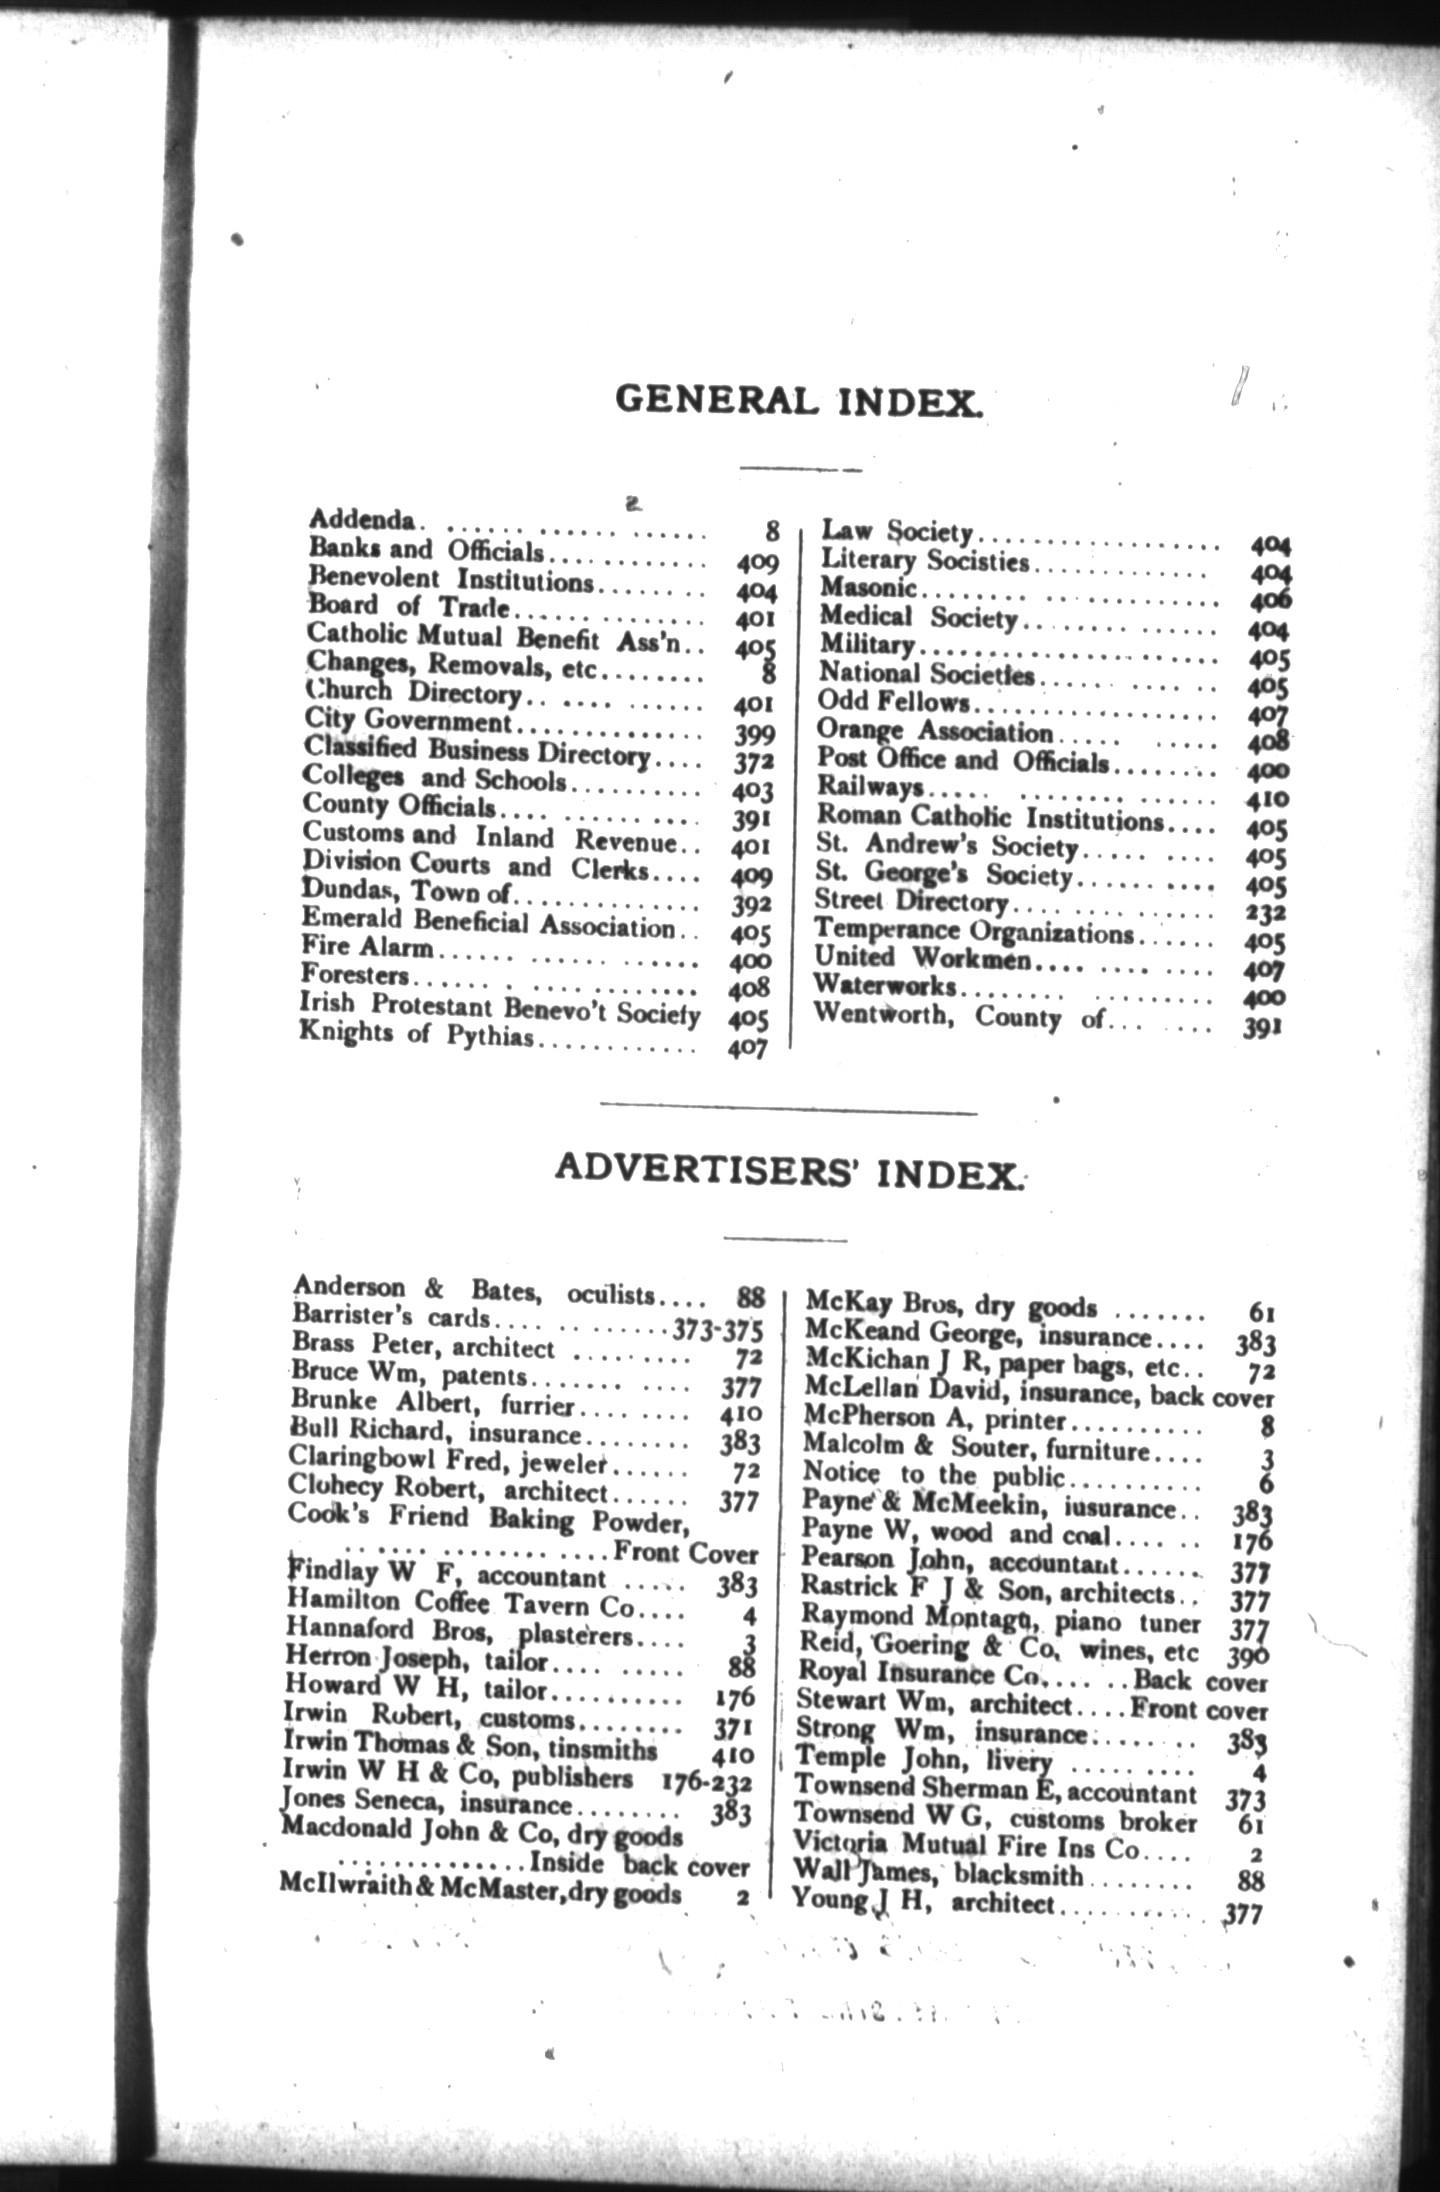 GENERAL INDEX.
Addenda. ...... ...... ...... 8
Banks and Officials............ 409
Benevolent Institutions........ 404
Board of Trade...... ........ 401
Catholic Mutual Benefit Ass'n.. 405
Changes, Removals, etc........ 8
Church Directory.. .... ...... 401
City Government.............. 399
Classified Business Directory.... 372
Colleges and Schools.......... 403
County Officials.... .......... 391
Customs and Inland Revenue.. 401
Division Courts and Clerks.... 409
Dundas, Town of.............. 392
Emerald Beneficial Association.. 405
Fire Alarm...... ...... ...... 400
Foresters...... . ............ 408
Irish Protestant Benevo't Society 405
Knights of Pythias............ 407
Law Society.................. 404
Literary Socisties............. 404
Masonic........ .. ........... 406
Medical Society........ ...... 404
Military...................... 405
National Societies...... ...... .. 405
Odd Fellows.................. 407
Orange Association..... ..... 408
Post Office and Officials........ 400
Railways..... ........ ...... 410
Roman Catholic Institutions.... 405
St. Andrew's Society..... .... 405
St. George's Society.......... 405
Street Directory.... .......... 232
Temperance Organizations...... 405
United Workmen.... .... .... 407
Waterworks........ ......... 400
Wentworth, County of... .... 391
ADVERTISERS' INDEX.
Anderson & Bates, oculists.... 88
Barrister's cards.... ........373-375
Brass Peter, architect ......... 72
Bruce Wm, patents....... .... 377
Brunke Albert, furrier........ 410
Bull Richard, insurance........ 383
Claringbowl Fred, jeweler...... 72
Clohecy Robert, architect...... 377
Cook's Friend Baking Powder,
...... ........ ....Front Cover
Findlay W F, accountant ..... 383
Hamilton Coffee Tavern Co.... 4
Hannaford Bros, plasterers.... 3
Herron Joseph, tailor.... ..... 88
Howard W H, tailor.......... 176
Irwin Robert, customs........ 371
Irwin Thomas & Son, tinsmiths 410
Irwin W H & Co, publishers 176-232
Jones Seneca, insurance........ 383
Macdonald John & Co, dry goods
..............Inside back cover
McIlwraith & McMaster, dry goods 2
McKay Bros, dry goods ....... 61
McKeand George, insurance.... 383
McKichan J R, paper bags, etc.. 72
McLellan David, insurance, back cover
McPherson A, printer.......... 8
Malcolm & Souter, furniture.... 3
Notice to the public.......... 6
Payne & McMeekin, iusurance.. 383
Payne W, wood and coal....... 176
Pearson John, accountant...... 377
Rastrick F J & Son, architects.. 377
Raymond Montagu, piano tuner 377
Reid, Goering & Co, wines, etc 390
Royal Insurance Co.... ..Back cover
Stewart Wm, architect....Front cover
Strong Wm, insurance........ 383
Temple John, livery ......... 4
Townsend Sherman E, accountant 373
Townsend W G, customs broker 61
Victoria Mutual Fire Ins Co.... 2
Wall James, blacksmith........ 88
Young J H, architect........... 377